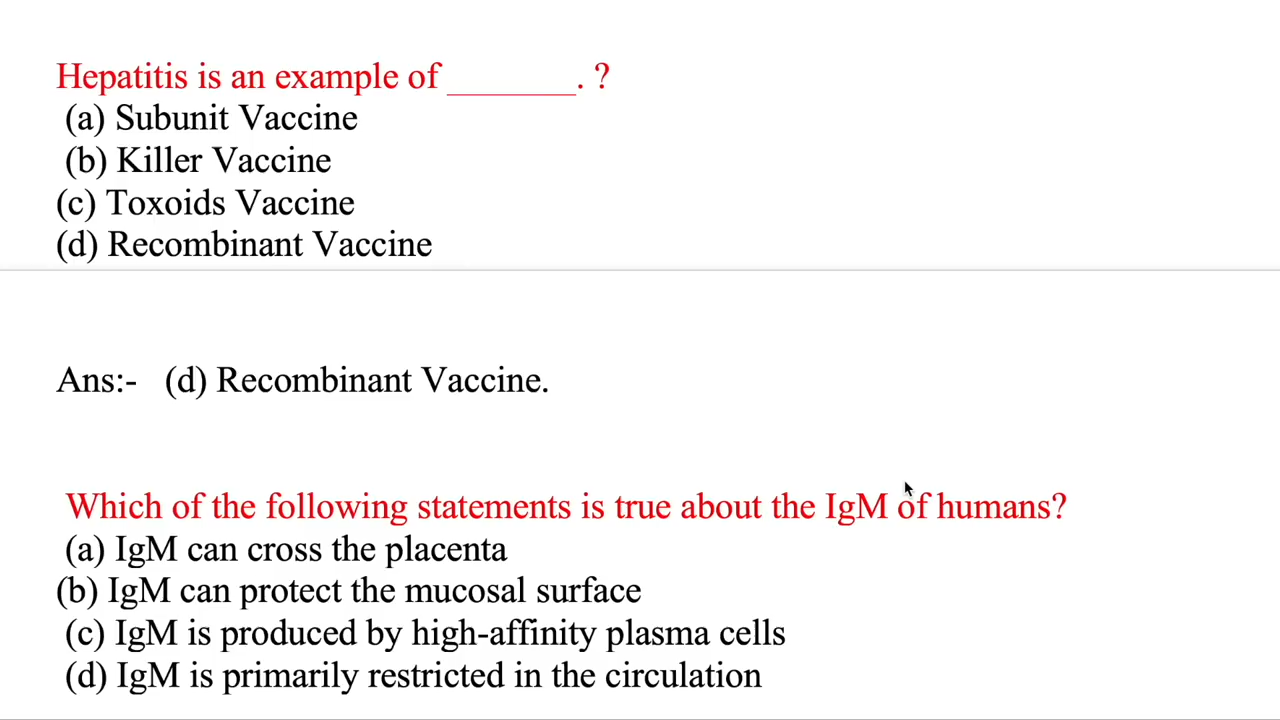 Hepatitis is an example of _______. ?
(a) Subunit Vaccine
(b) Killer Vaccine
(c) Toxoids Vaccine
(d) Recombinant Vaccine
Ans:- (d) Recombinant Vaccine.
Which of the following statements is true about the IgM of humans?
(a) IgM can cross the placenta
(b) IgM can protect the mucosal surface
(c) IgM is produced by high-affinity plasma cells
(d) IgM is primarily restricted in the circulation